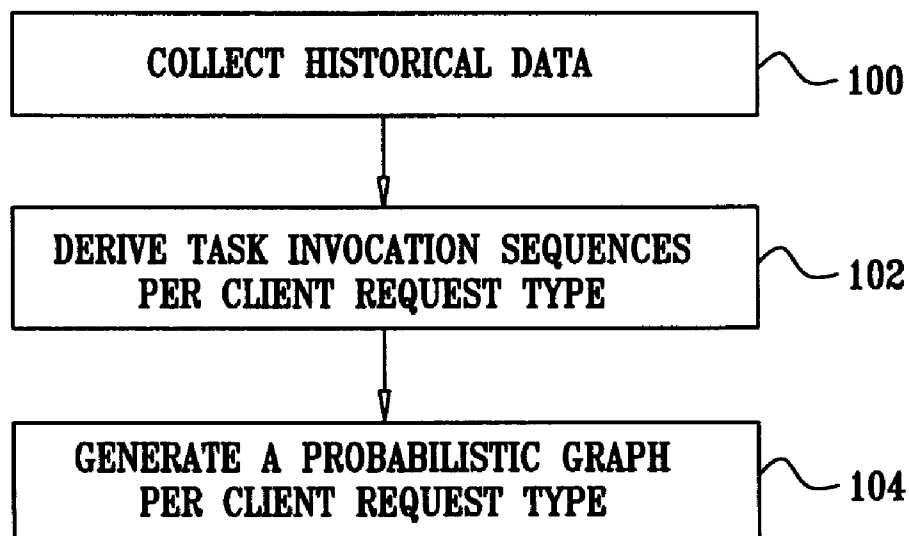 COLLECT HISTORICAL DATA
100
DERIVE TASK INVOCATION SEQUENCES
PER CLIENT REQUEST TYPE
102
GENERATE A PROBABILISTIC GRAPH
PER CLIENT REQUEST TYPE
104